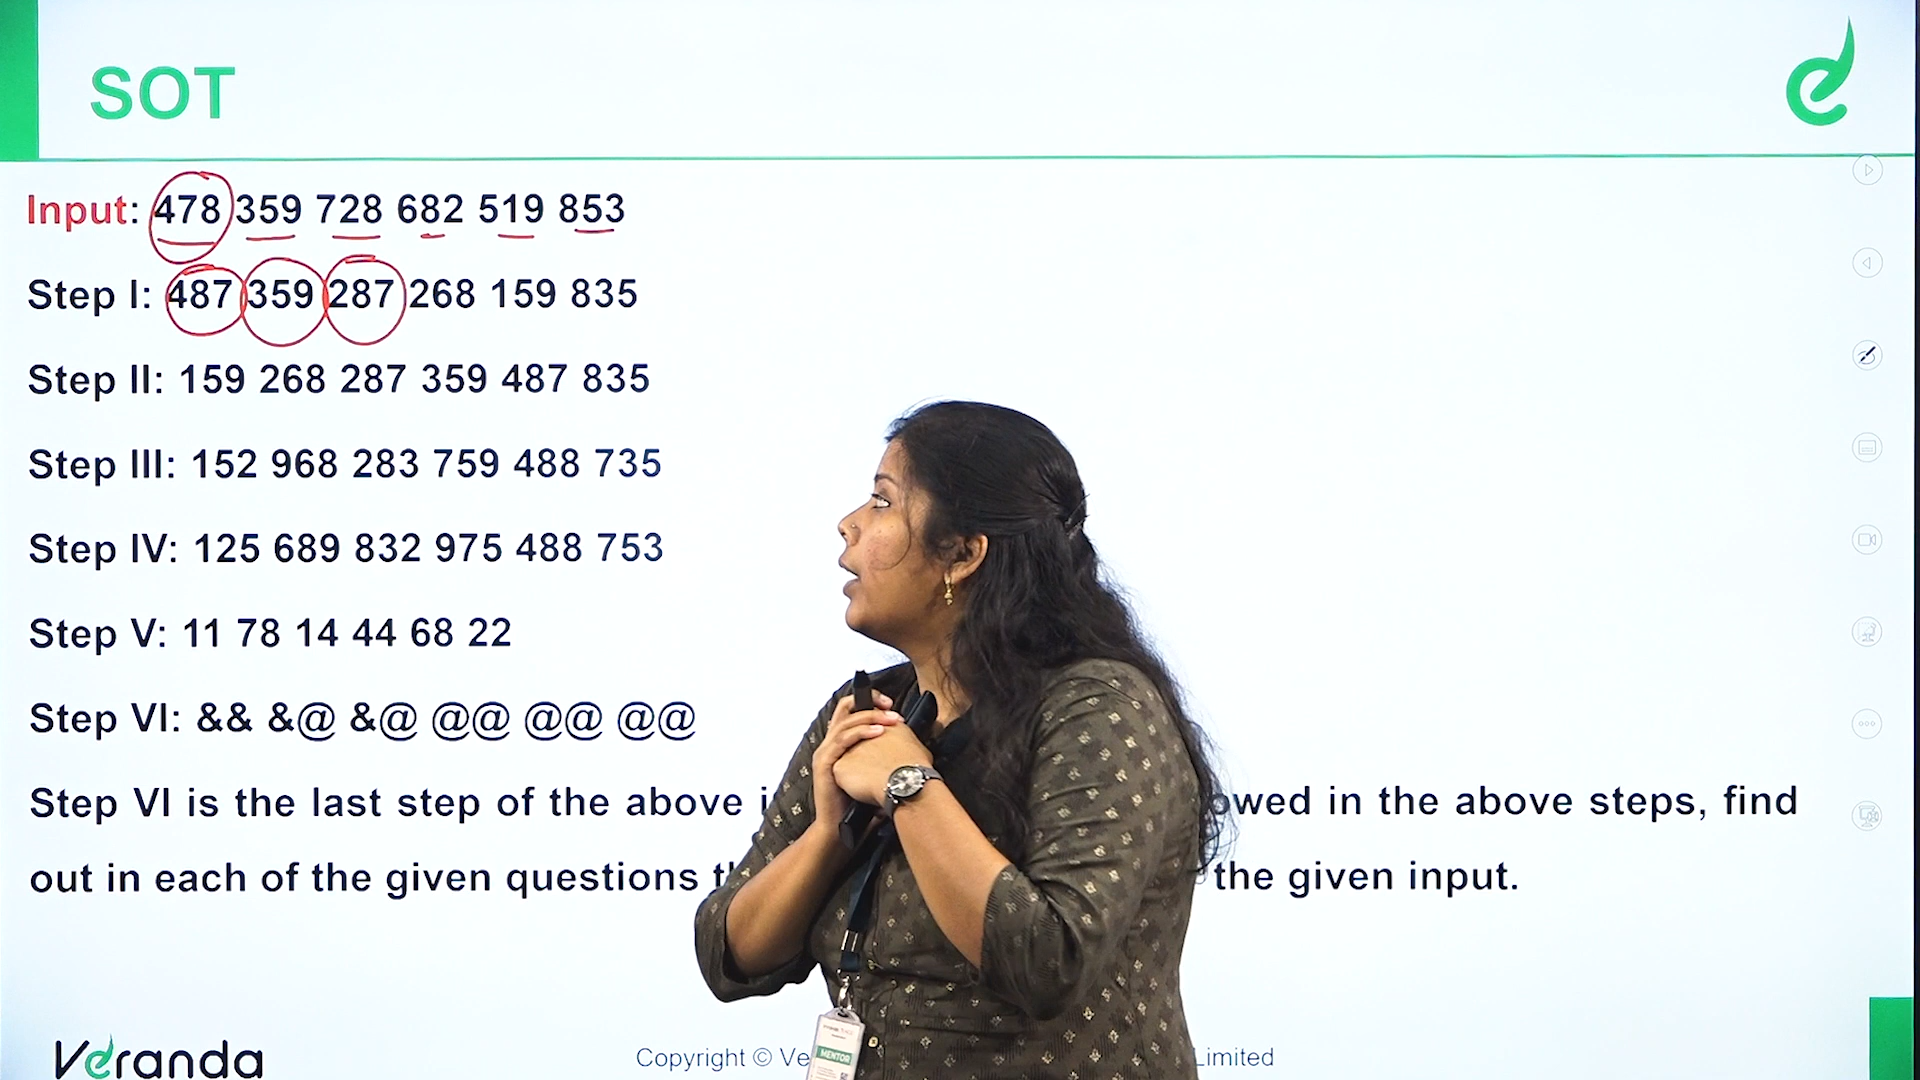 SOT
Input: 478 359 728 682 519 853
Step I: 487 359 287 268 159 835
Step II: 159 268 287 359 487 835
Step III: 152 968 283 759 488 735
Step IV: 125 689 832 975 488 753
Step V: 11 78 14 44 68 22
Step VI: && &@ &@ @@ @@ @@
Step VI is the last step of the above in the above steps, find
out in each of the given questions the given input.
Veranda
Copyright © Limited
MENTOR